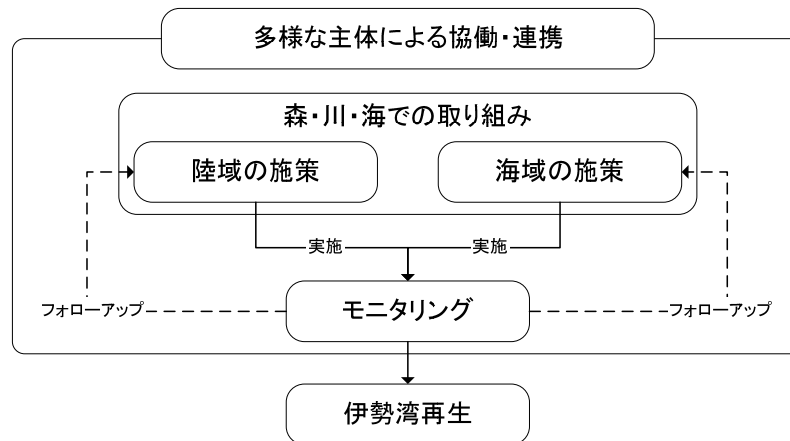 多様な主体による協働・連携
森・川・海での取り組み
陸域の施策
海域の施策
実施
実施
フォローアップ
モニタリング
フォローアップ
伊勢湾再生